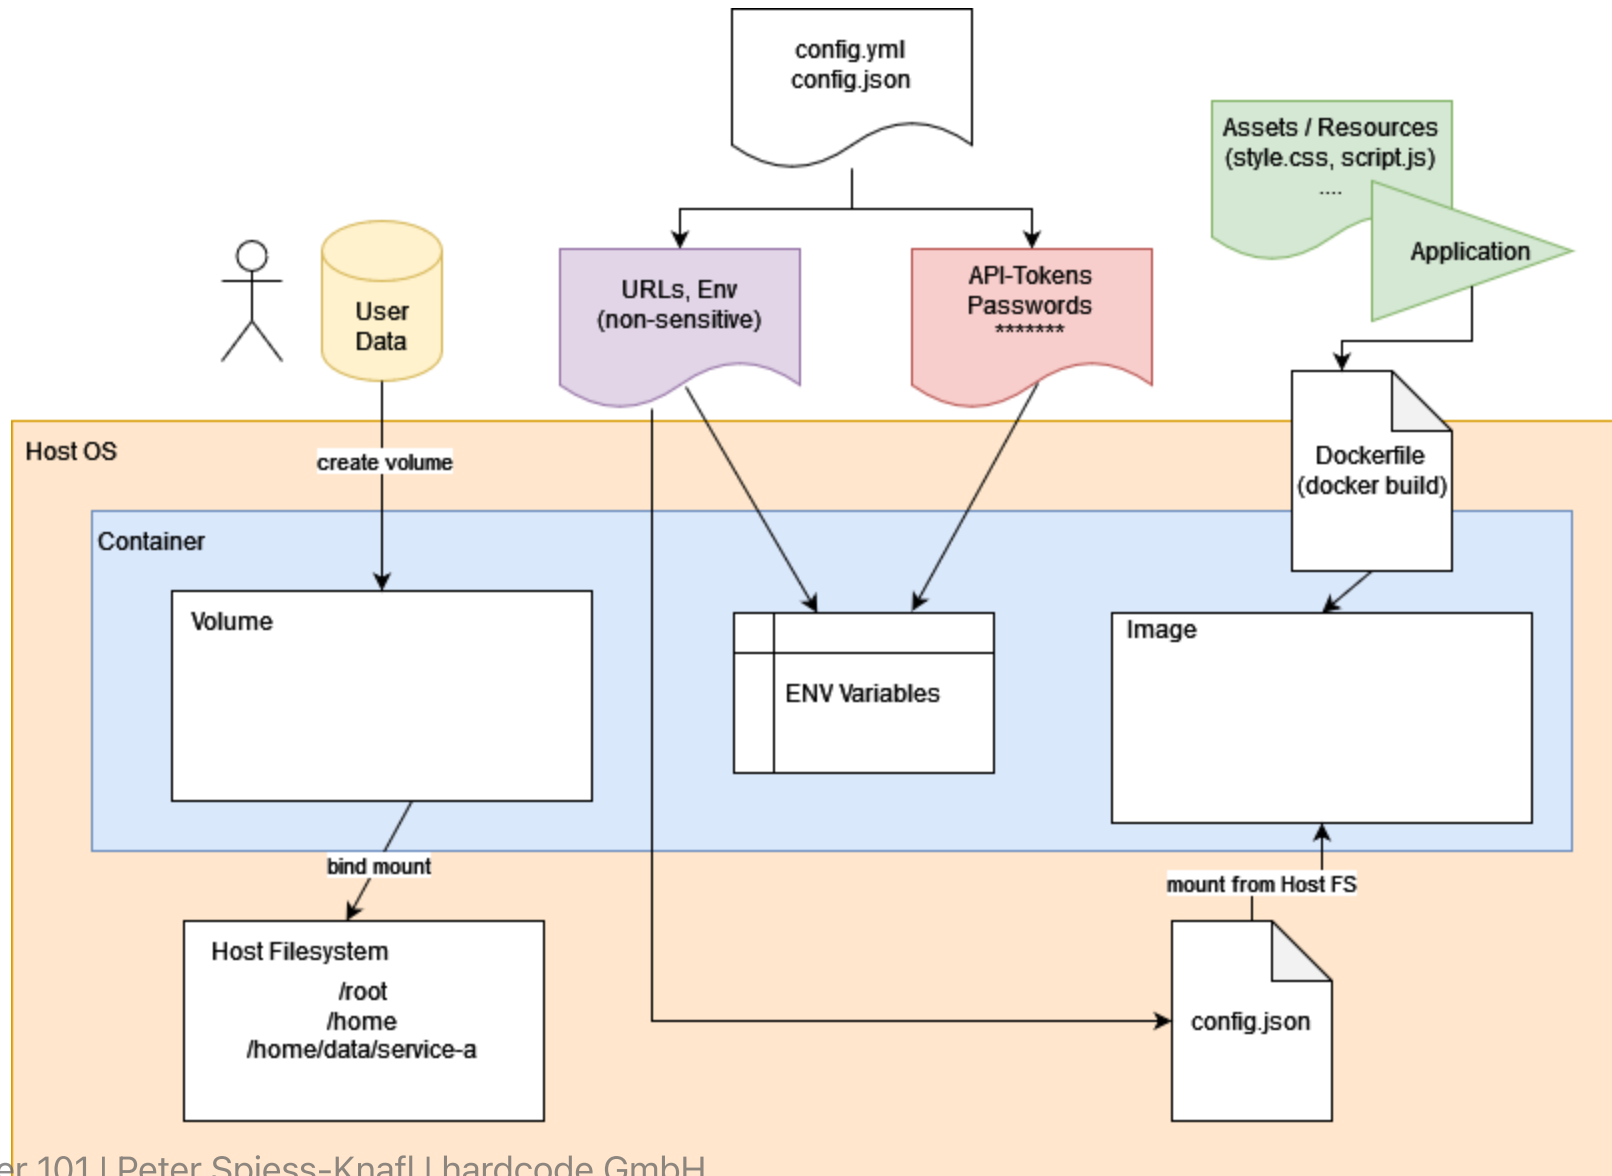 config.yml
config.json
Assets / Resources
(style.css, script.js)
....
Application
User
Data
URLs, Env
(non-sensitive)
API-Tokens
Passwords
*******
Host OS
create volume
Dockerfile
(docker build)
Container
Volume
ENV Variables
Image
bind mount
mount from Host FS
Host Filesystem
/root
/home
/home/data/service-a
config.json
er 101 | Peter Spiess-Knafl | hardcode GmbH